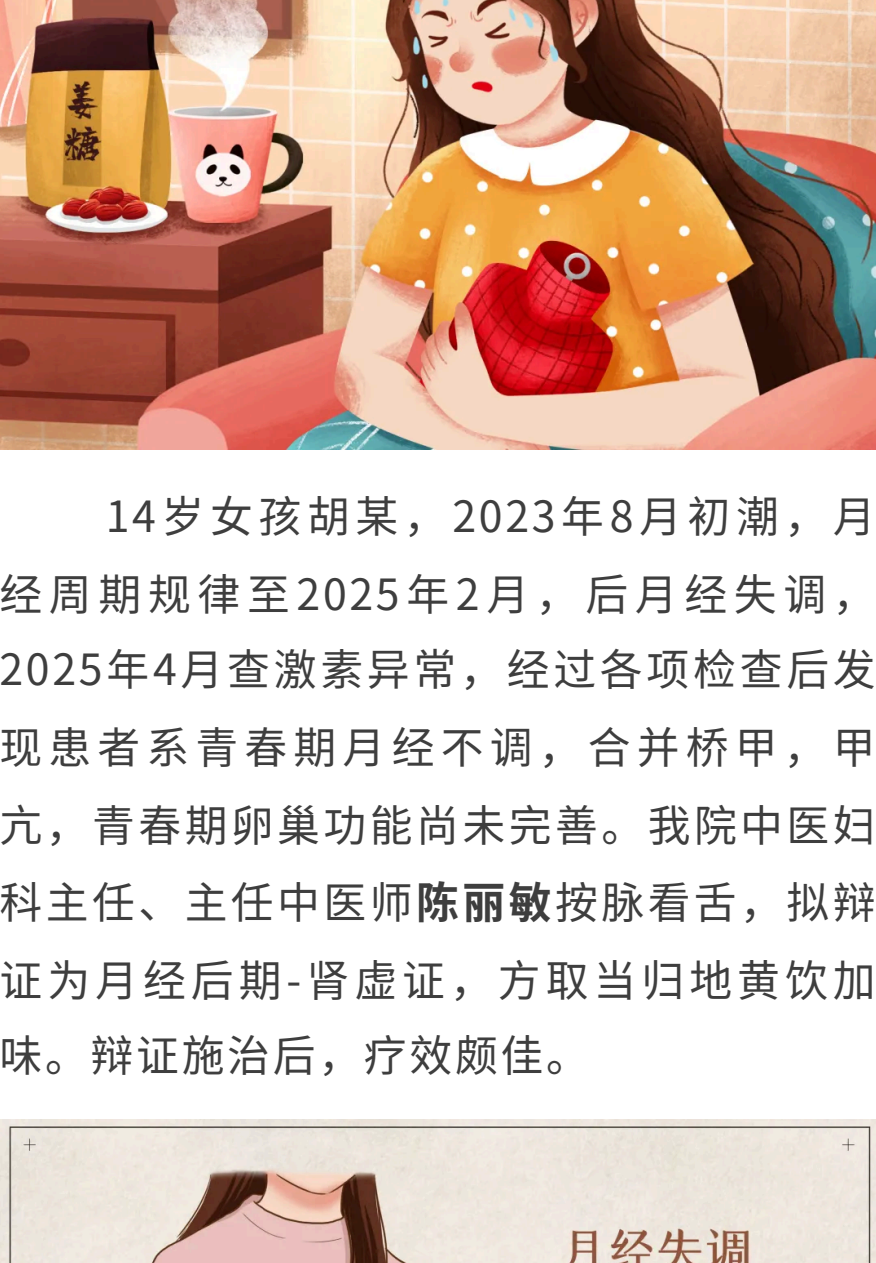 姜
糖
14岁女孩胡某，2023年8月初潮，月
经周期规律至2025年2月，后月经失调，
2025年4月查激素异常，经过各项检查后发
现患者系青春期月经不调，合并桥甲，甲
亢，青春期卵巢功能尚未完善。我院中医妇
科主任、主任中医师陈丽敏按脉看舌，拟辩
证为月经后期-肾虚证，方取当归地黄饮加
味。辩证施治后，疗效颇佳。
月经失调